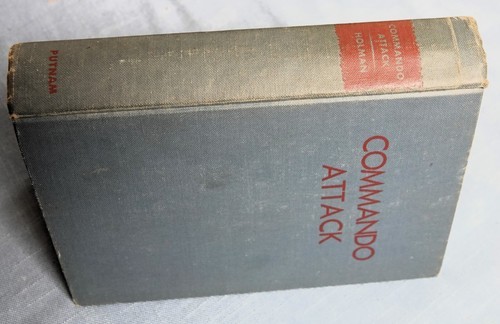 COMMANDO
ATTACK
HOLMAN
PUTNAM
COMMANDO
ATTACK